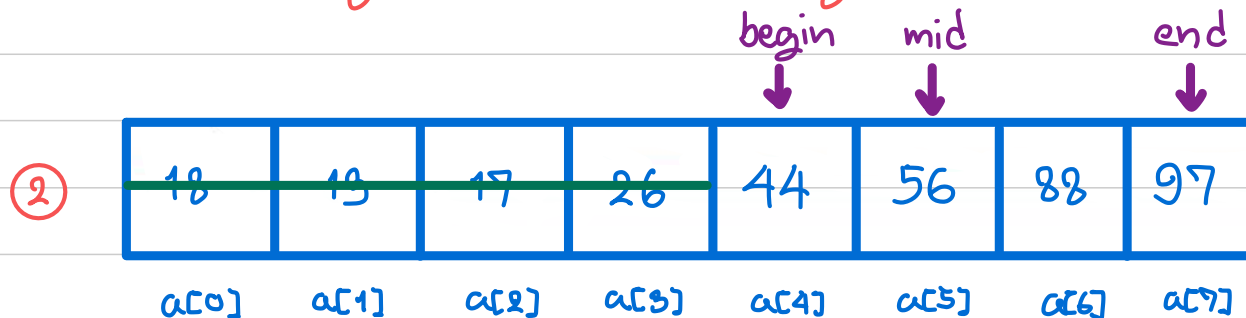 begin mid end
② 18 19 17 26 44 56 88 97
a[0] a[1] a[2] a[3] a[4] a[5] a[6] a[7]